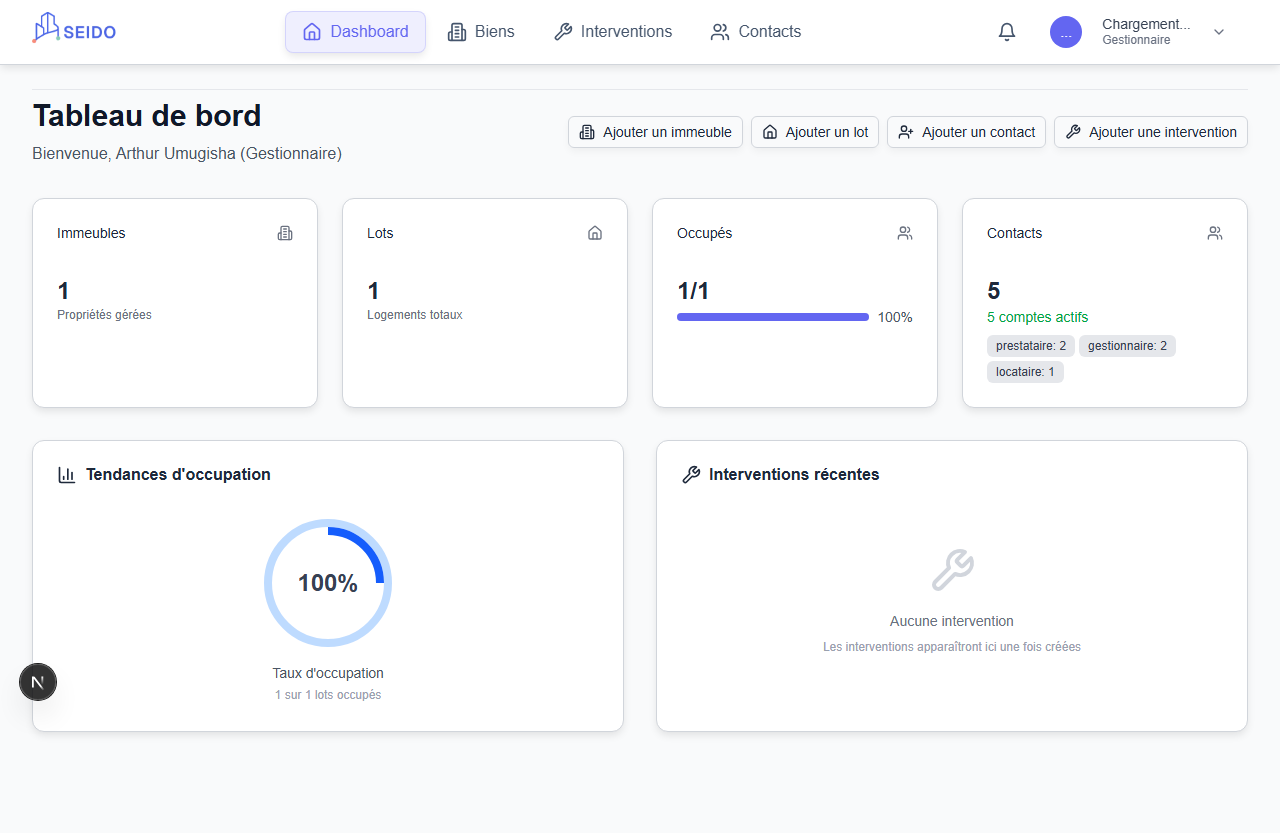 SEIDO
Dashboard
Biens
Interventions
Contacts
...
Chargement...
Gestionnaire
Tableau de bord
Bienvenue, Arthur Umugisha (Gestionnaire)
Ajouter un immeuble
Ajouter un lot
Ajouter un contact
Ajouter une intervention
Immeubles
1
Propriétés gérées
Lots
1
Logements totaux
Occupés
1/1
100%
Contacts
5
5 comptes actifs
prestataire: 2
gestionnaire: 2
locataire: 1
Tendances d'occupation
100%
Taux d'occupation
1 sur 1 lots occupés
Interventions récentes
Aucune intervention
Les interventions apparaîtront ici une fois créées
N